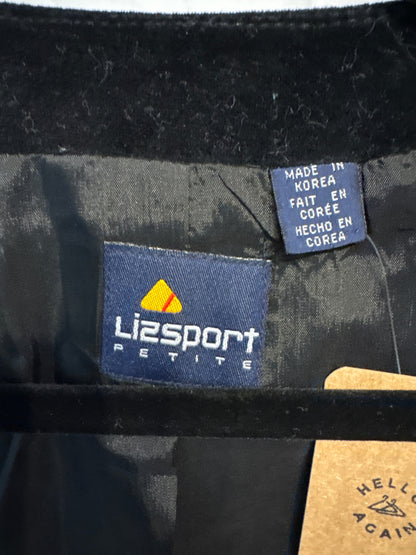 MADE IN
KOREA
FAIT EN
CORÉE
HECHO EN
COREA
Lizsport
PETITE
HELLO
AGAIN